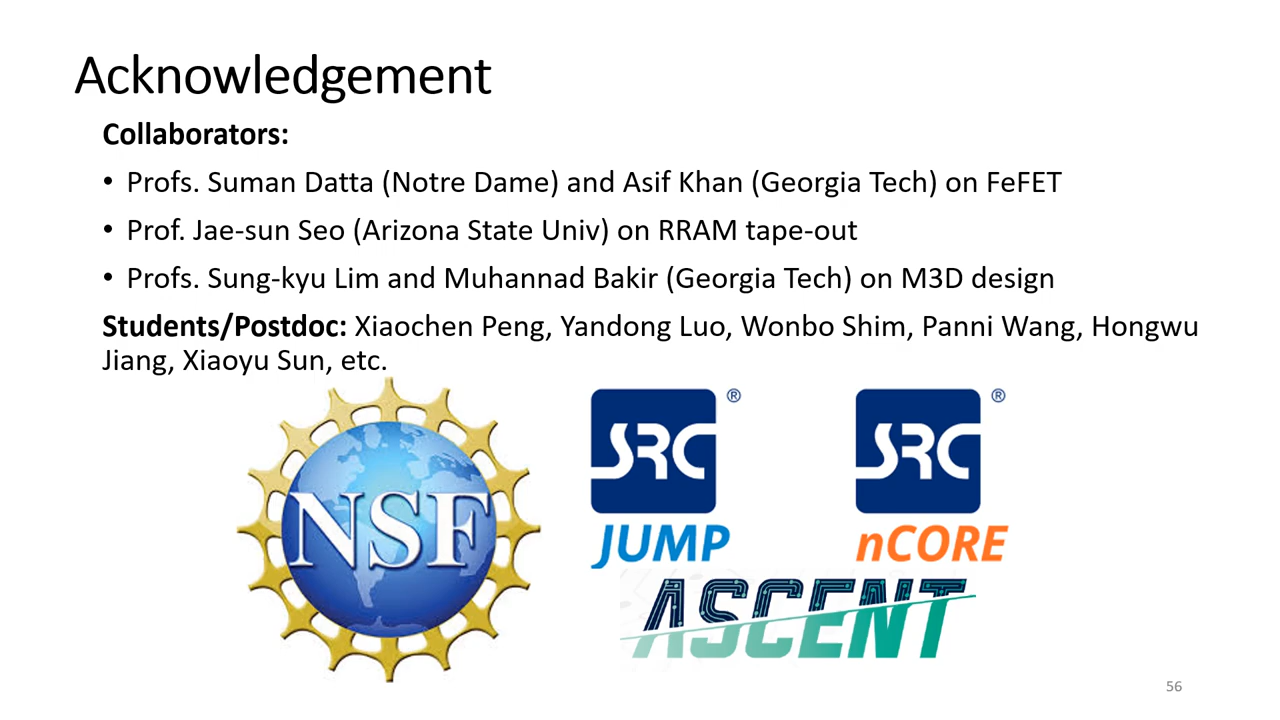 Acknowledgement
Collaborators:
• Profs. Suman Datta (Notre Dame) and Asif Khan (Georgia Tech) on FeFET
• Prof. Jae-sun Seo (Arizona State Univ) on RRAM tape-out
• Profs. Sung-kyu Lim and Muhannad Bakir (Georgia Tech) on M3D design
Students/Postdoc: Xiaochen Peng, Yandong Luo, Wonbo Shim, Panni Wang, Hongwu
Jiang, Xiaoyu Sun, etc.
NSF
SRC ®
JUMP
SRC ®
nCORE
ASCENT
56